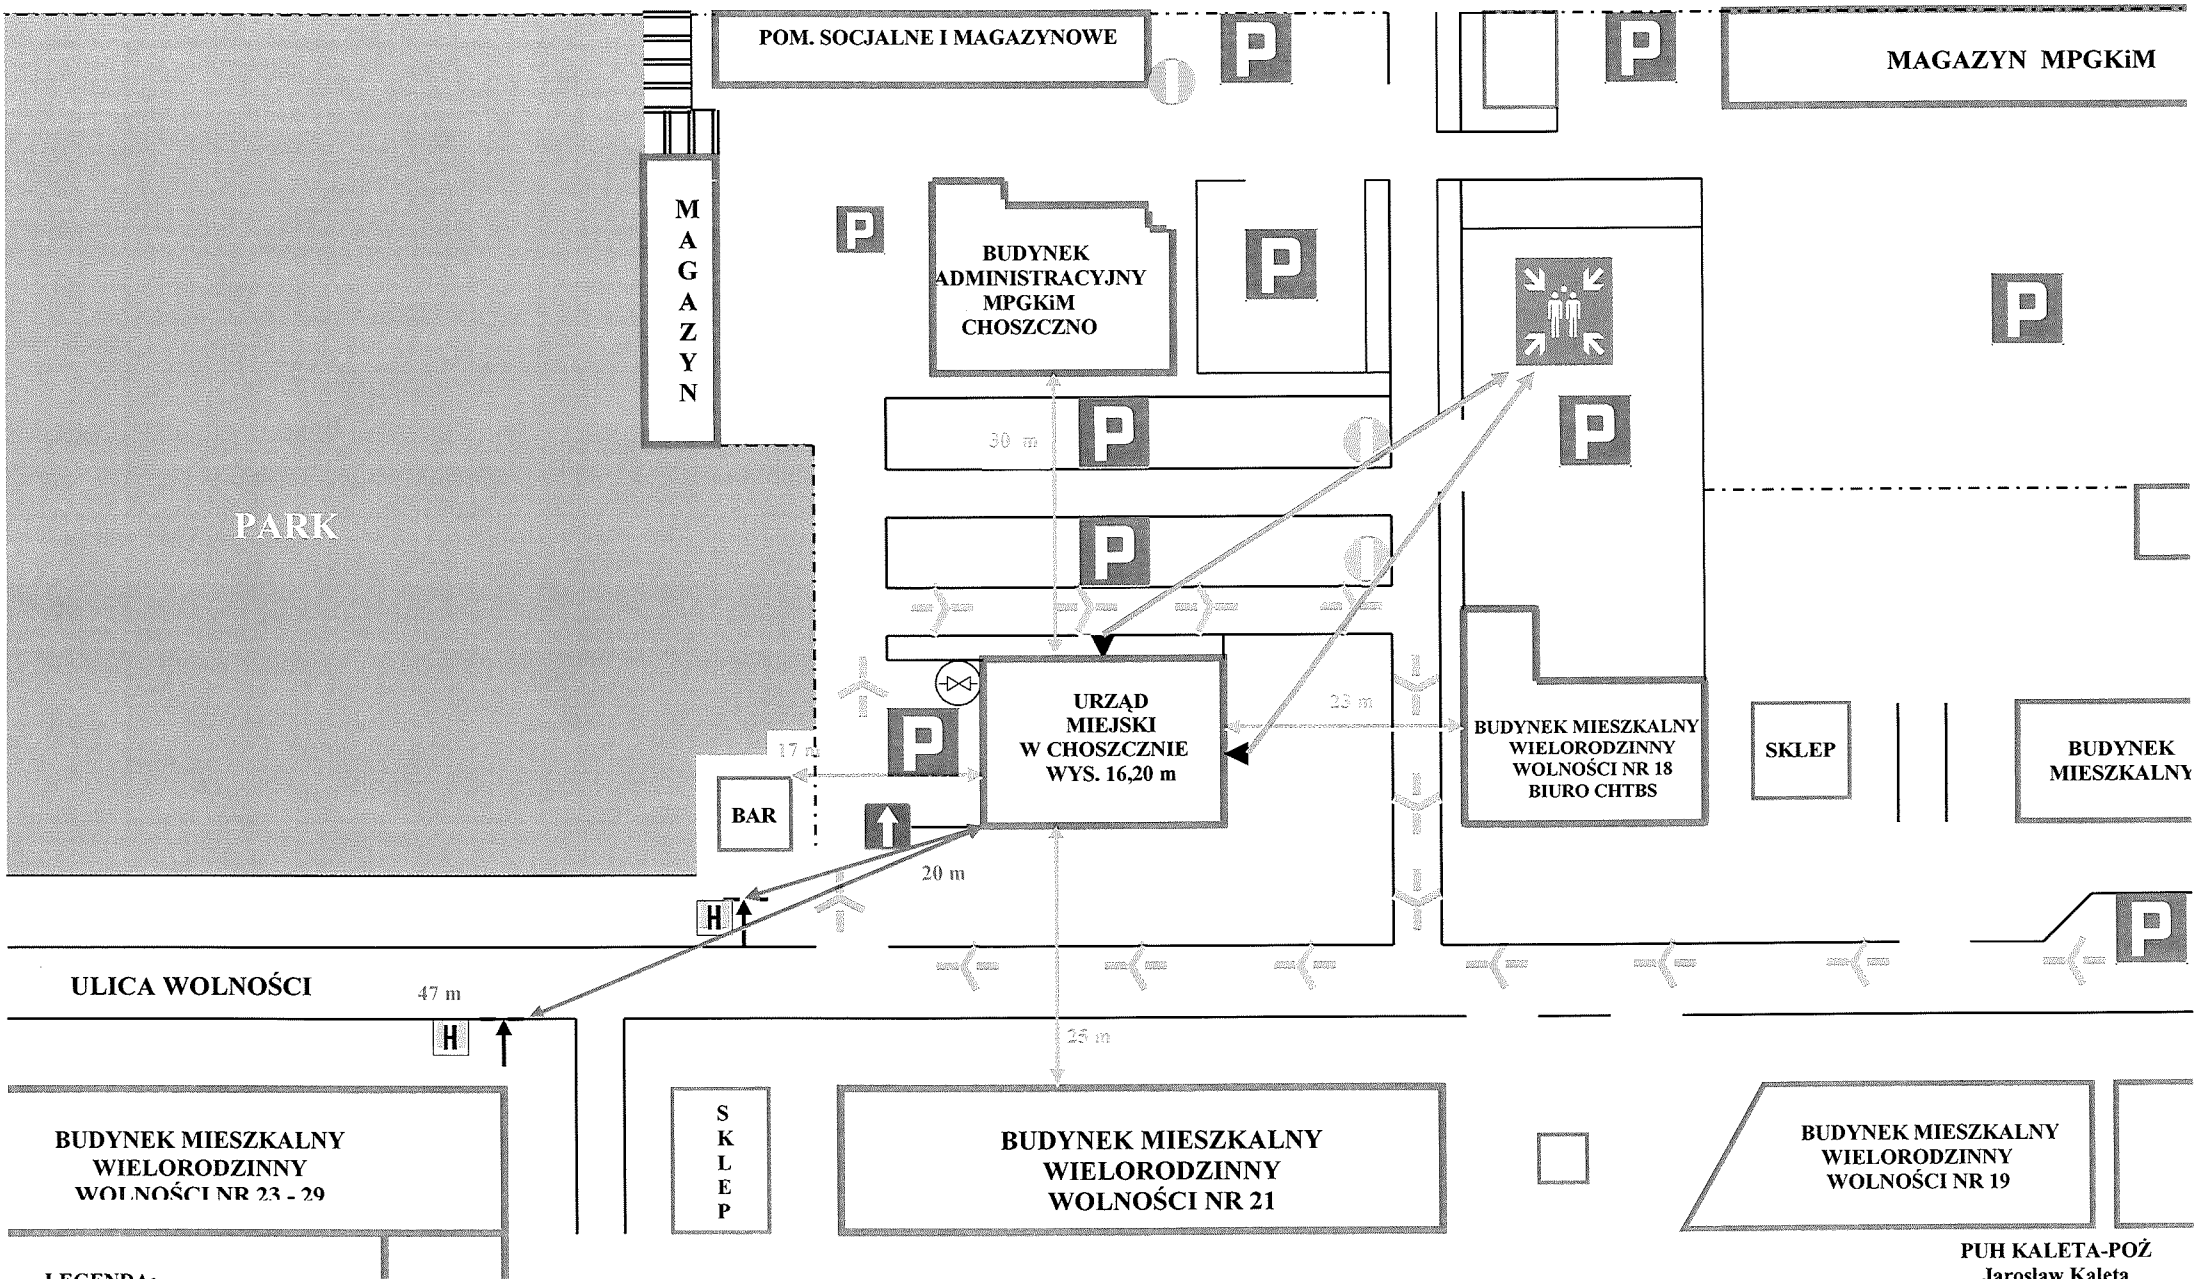 POM. SOCJALNE I MAGAZYNOWE
P
P
MAGAZYN MPGKiM
M
A
G
A
Z
Y
N
P
BUDYNEK
ADMINISTRACYJNY
MPGKiM
CHOSZCZNO
P
P
P
30 m
P
PARK
P
URZĄD
MIEJSKI
W CHOSZCZNIE
WYS. 16,20 m
23 m
BUDYNEK MIESZKALNY
WIELORODZINNY
WOLNOŚCI NR 18
BIURO CHTBS
SKLEP
BUDYNEK
MIESZKALNY
17 m
P
BAR
20 m
H
P
ULICA WOLNOŚCI
47 m
H
25 m
BUDYNEK MIESZKALNY
WIELORODZINNY
WOLNOŚCI NR 23 - 29
S
K
L
E
P
BUDYNEK MIESZKALNY
WIELORODZINNY
WOLNOŚCI NR 21
BUDYNEK MIESZKALNY
WIELORODZINNY
WOLNOŚCI NR 19
PUH KALETA-POŻ
Jarosław Kaleta
LEGENDA: